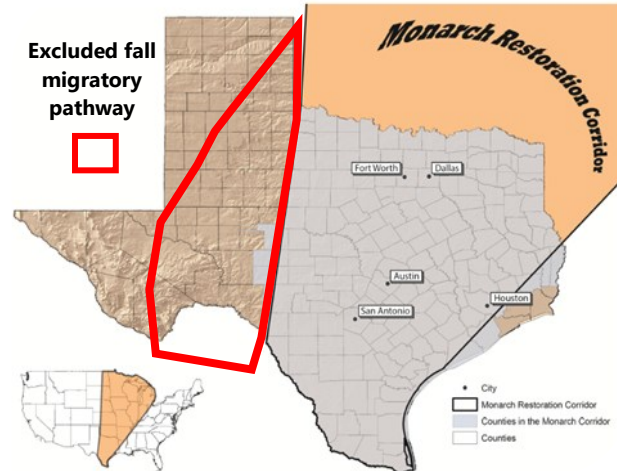 Excluded fall
migratory
pathway
Monarch Restoration Corridor
Fort Worth
Dallas
Austin
Houston
San Antonio
City
Monarch Restoration Corridor
Counties in the Monarch Corridor
Counties